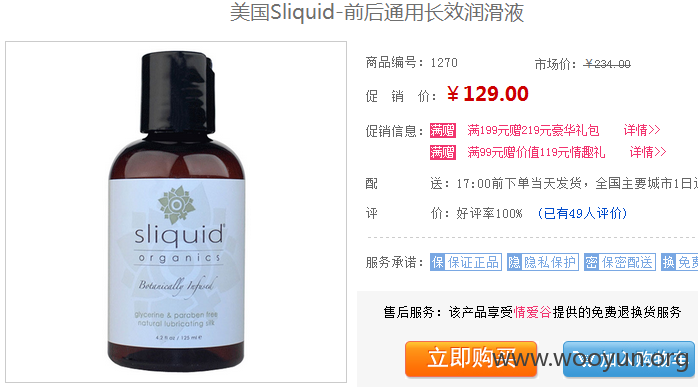 美国Sliquid-前后通用长效润滑液
商品编号: 1270 市场价: ￥234.00
促 销 价: ￥129.00
促销信息: 满赠 满199元赠219元豪华礼包 详情>>
满赠 满99元赠价值119元情趣礼 详情>>
配 送: 17:00前下单当天发货，全国主要城市1日
评 价: 好评率100% (已有49人评价)
服务承诺: 保 保证正品 隐 隐私保护 密 保密配送 换 免费
售后服务：该产品享受情爱谷提供的免费退换货服务
立即购买
加入购物车
www.wooyun.org
sliquid
organics
Botanically Infused
glycerine & paraben free
natural lubricating silk
4.2 fl oz / 125 ml